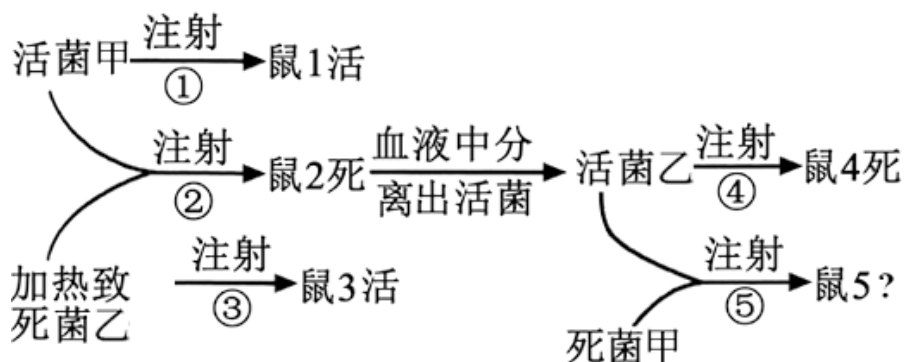 活菌甲 注射 ① 鼠1活
注射 ② 鼠2死 血液中分离出活菌 活菌乙 注射 ④ 鼠4死
加热致死菌乙 注射 ③ 鼠3活
死菌甲 注射 ⑤ 鼠5?